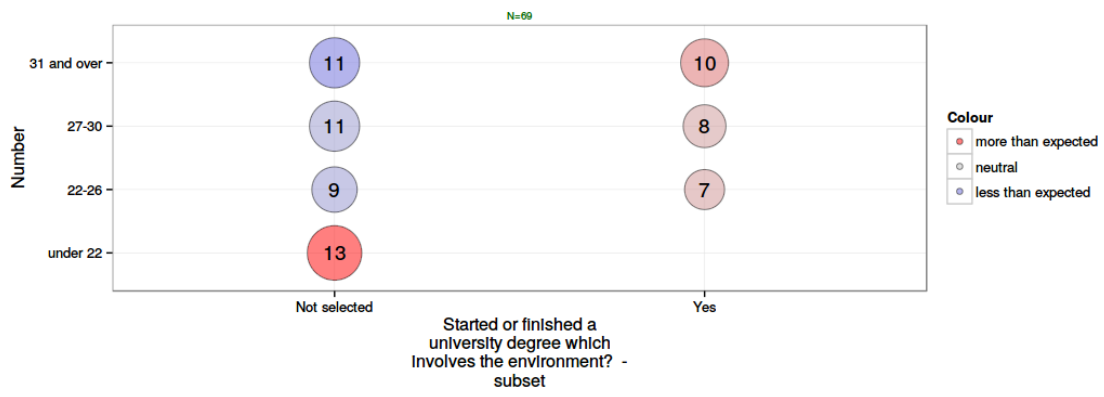 N=69
31 and over
11
10
27-30
11
8
22-26
9
7
under 22
13
Number
Not selected
Yes
Started or finished a
university degree which
involves the environment? -
subset
Colour
more than expected
neutral
less than expected